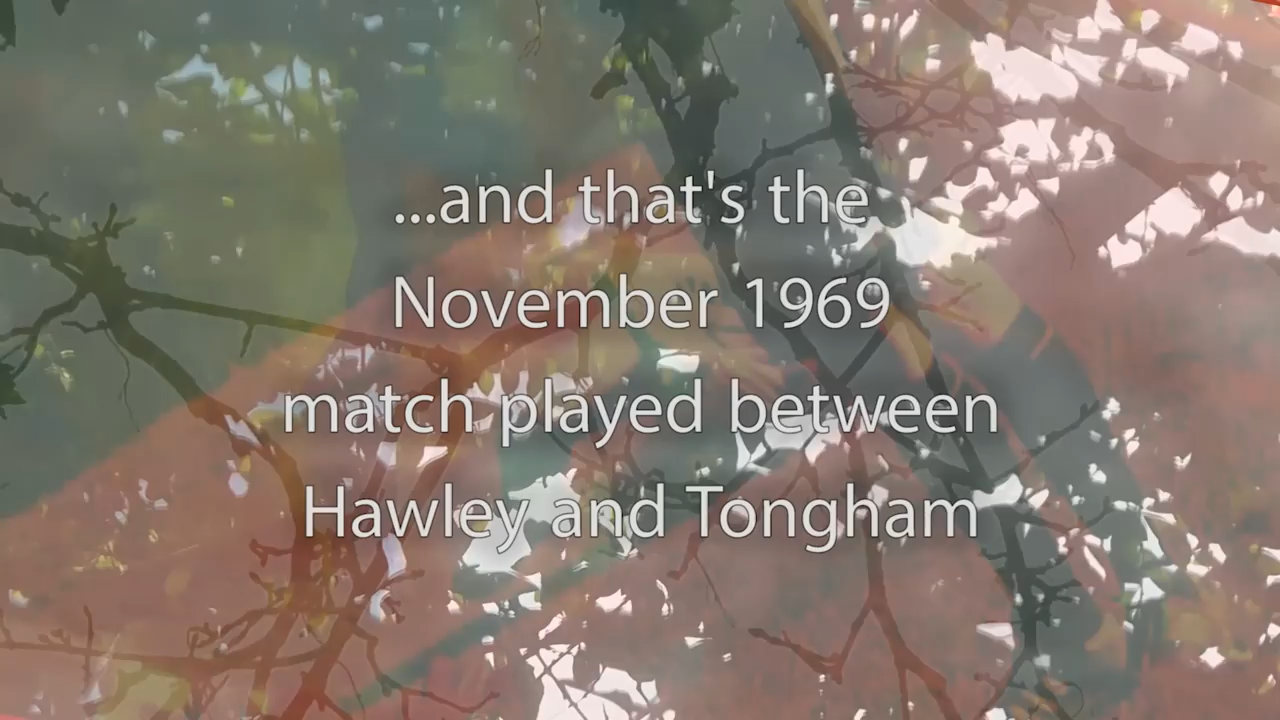 ...and that's the
November 1969
match played between
Hawley and Tongham